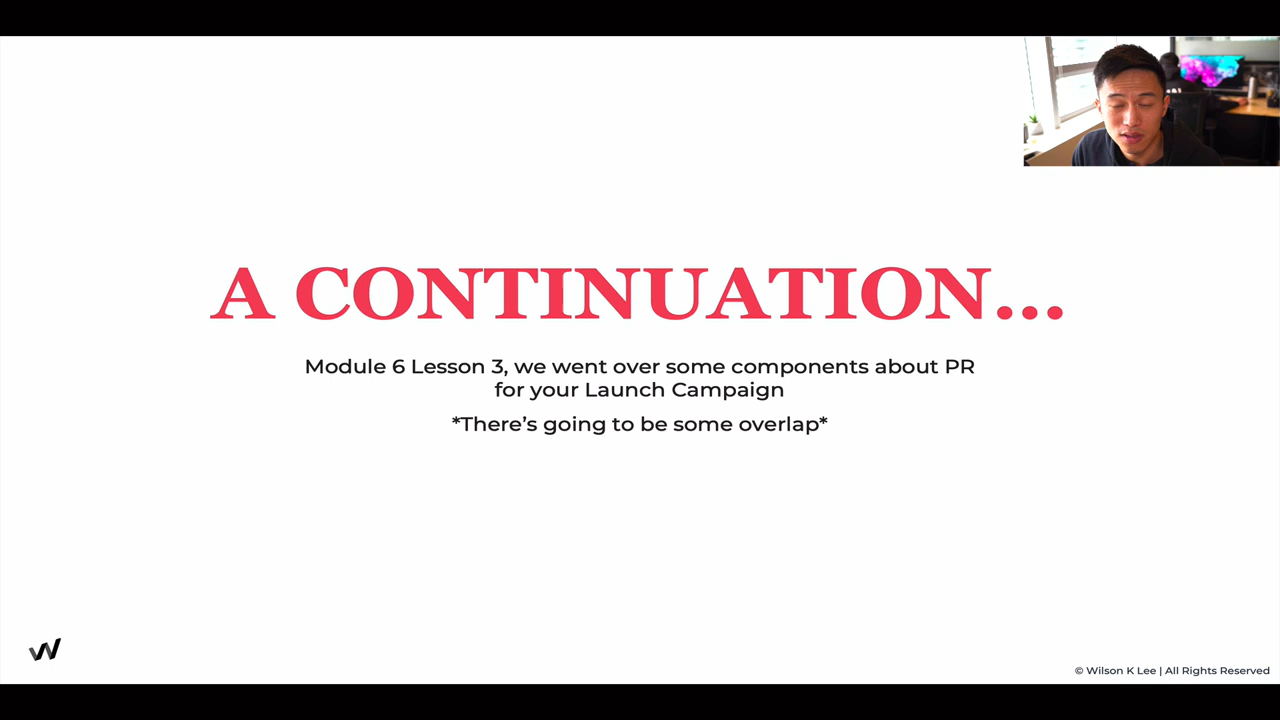 A CONTINUATION...
Module 6 Lesson 3, we went over some components about PR
for your Launch Campaign
*There's going to be some overlap*
© Wilson K Lee | All Rights Reserved